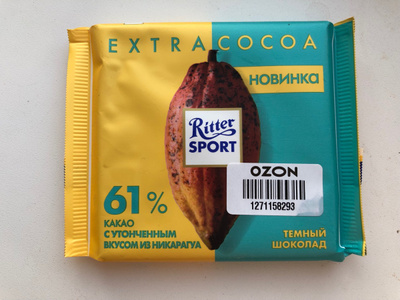 EXTRA COCOA
НОВИНКА
Ritter
SPORT
OZON
1271158293
61%
КАКАО
С УТОНЧЕННЫМ
ВКУСОМ ИЗ НИКАРАГУА
ТЕМНЫЙ
ШОКОЛАД